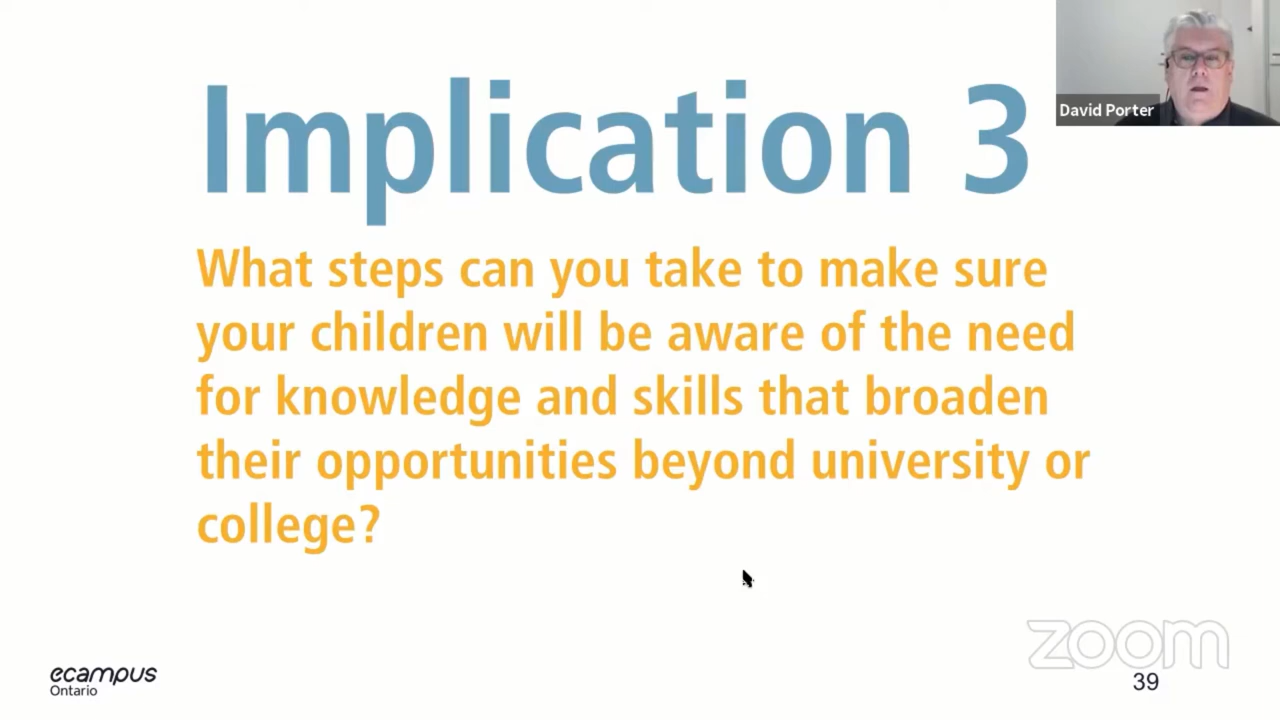 Implication 3
David Porter
What steps can you take to make sure
your children will be aware of the need
for knowledge and skills that broaden
their opportunities beyond university or
college?
zoom
ecampus
Ontario
39